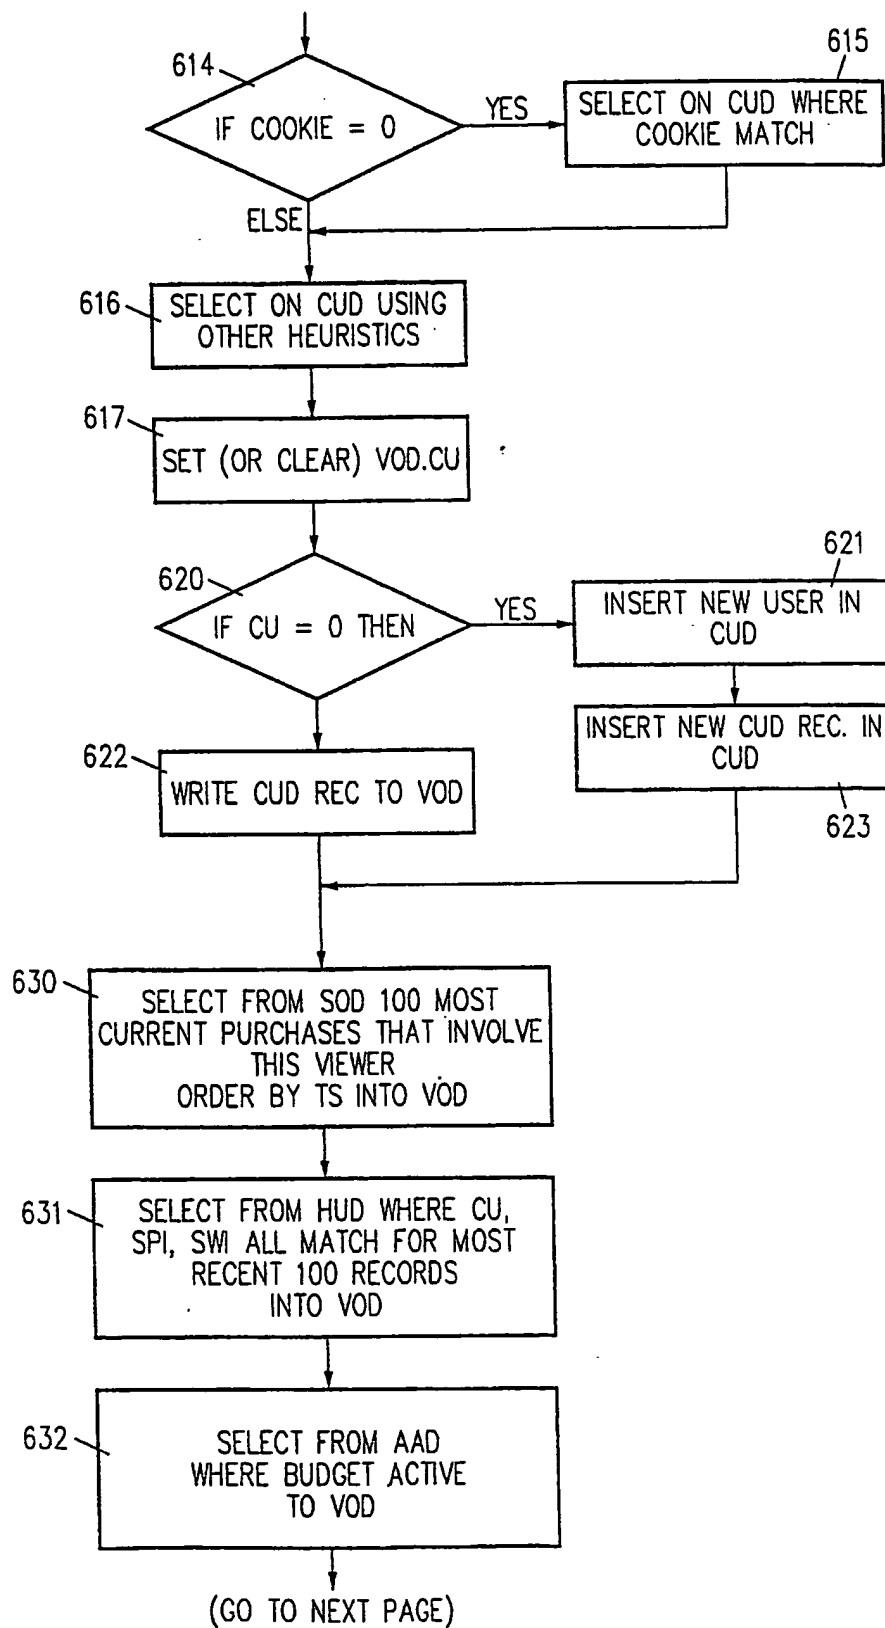 614
IF COOKIE = 0
YES
615
SELECT ON CUD WHERE
COOKIE MATCH
ELSE
616
SELECT ON CUD USING
OTHER HEURISTICS
617
SET (OR CLEAR) VOD.CU
620
IF CU = 0 THEN
YES
621
INSERT NEW USER IN
CUD
INSERT NEW CUD REC. IN
CUD
623
622
WRITE CUD REC TO VOD
630
SELECT FROM SOD 100 MOST
CURRENT PURCHASES THAT INVOLVE
THIS VIEWER
ORDER BY TS INTO VOD
631
SELECT FROM HUD WHERE CU,
SPI, SWI ALL MATCH FOR MOST
RECENT 100 RECORDS
INTO VOD
632
SELECT FROM AAD
WHERE BUDGET ACTIVE
TO VOD
(GO TO NEXT PAGE)